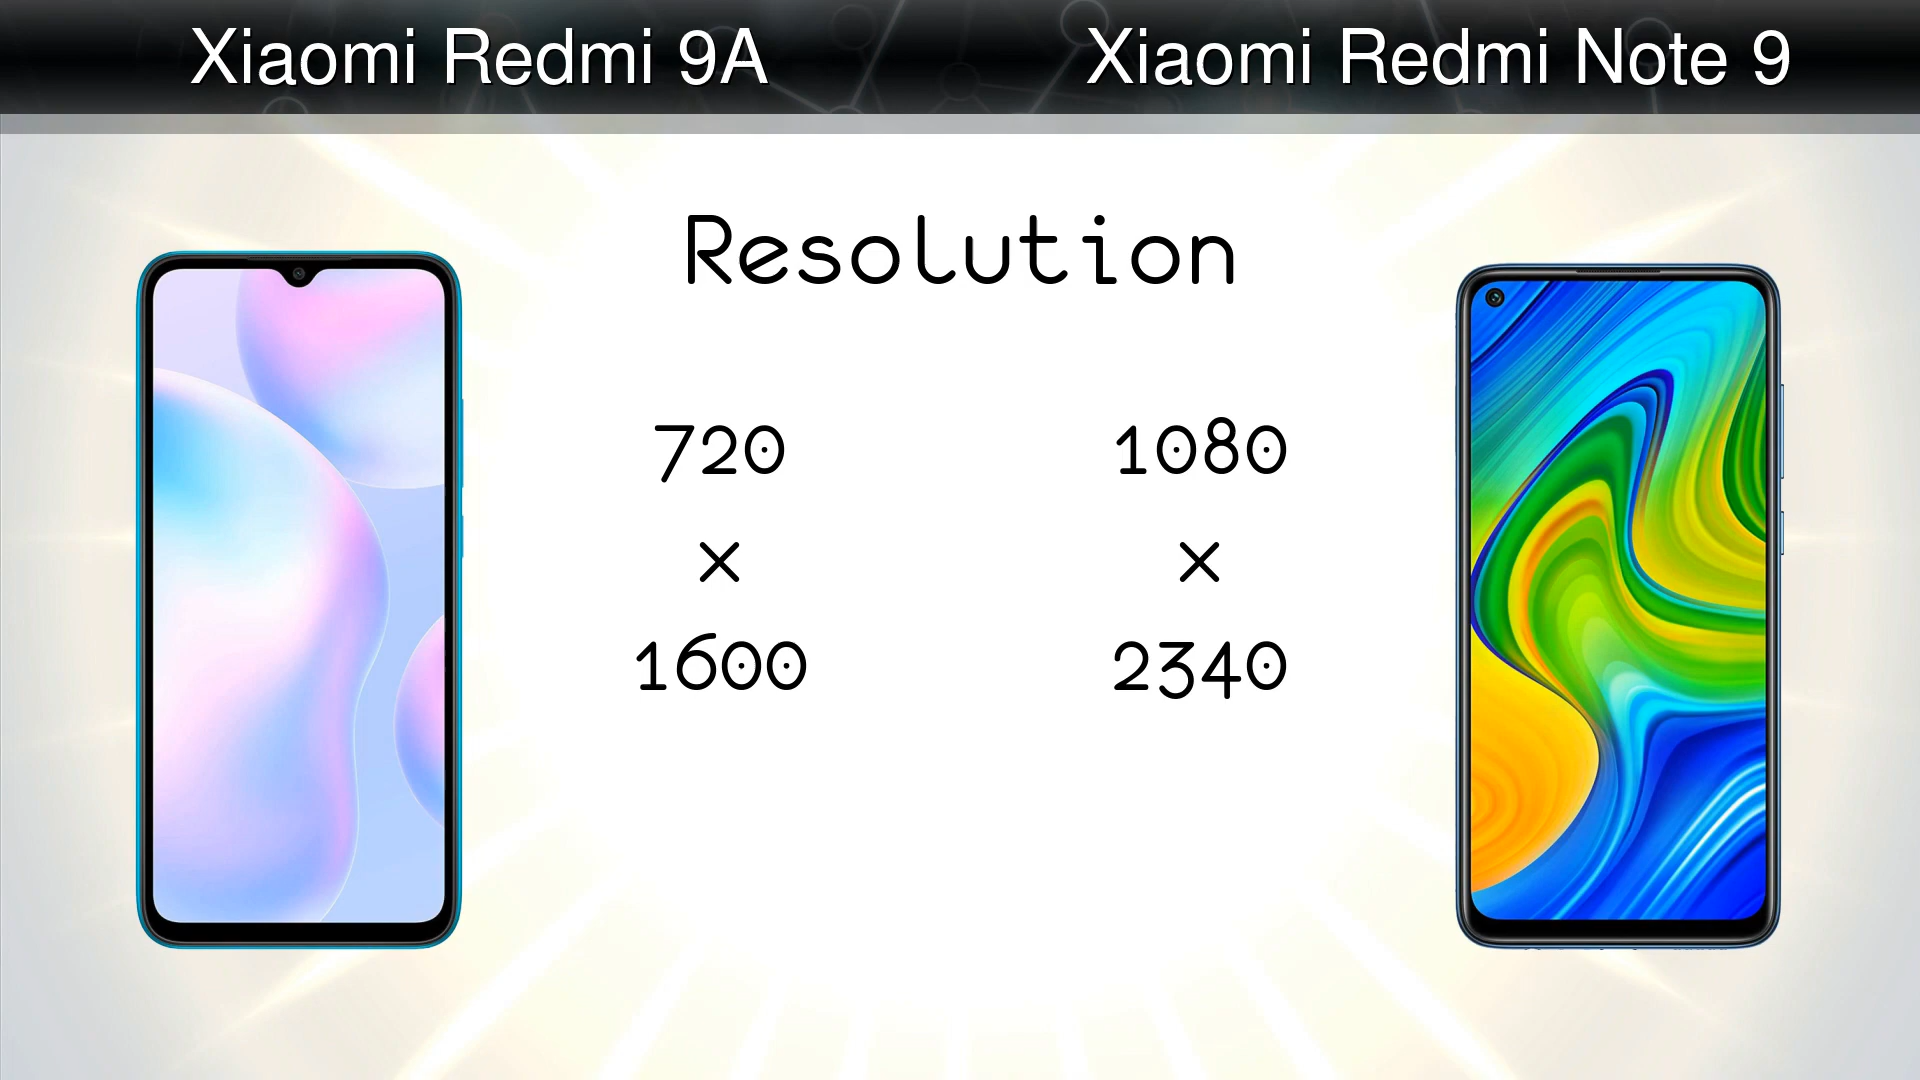 Xiaomi Redmi 9A
Xiaomi Redmi Note 9
Resolution
720
×
1600
1080
×
2340